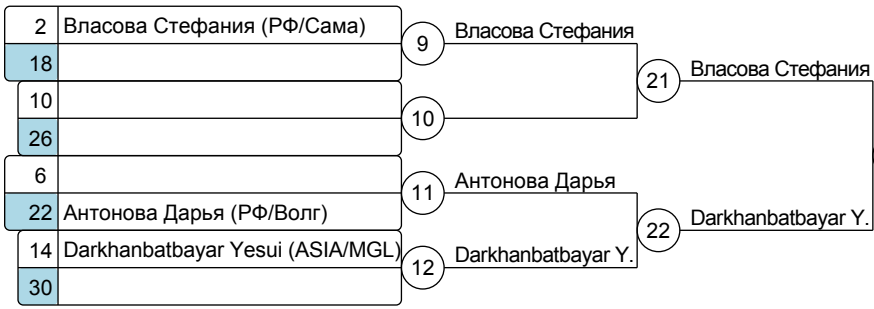 2 Власова Стефания (РФ/Сама)
18
9 Власова Стефания
10
26
10
21 Власова Стефания
6
22 Антонова Дарья (РФ/Волг)
11 Антонова Дарья
14 Darkhanbatbayar Yesui (ASIA/MGL)
30
12 Darkhanbatbayar Y.
22 Darkhanbatbayar Y.